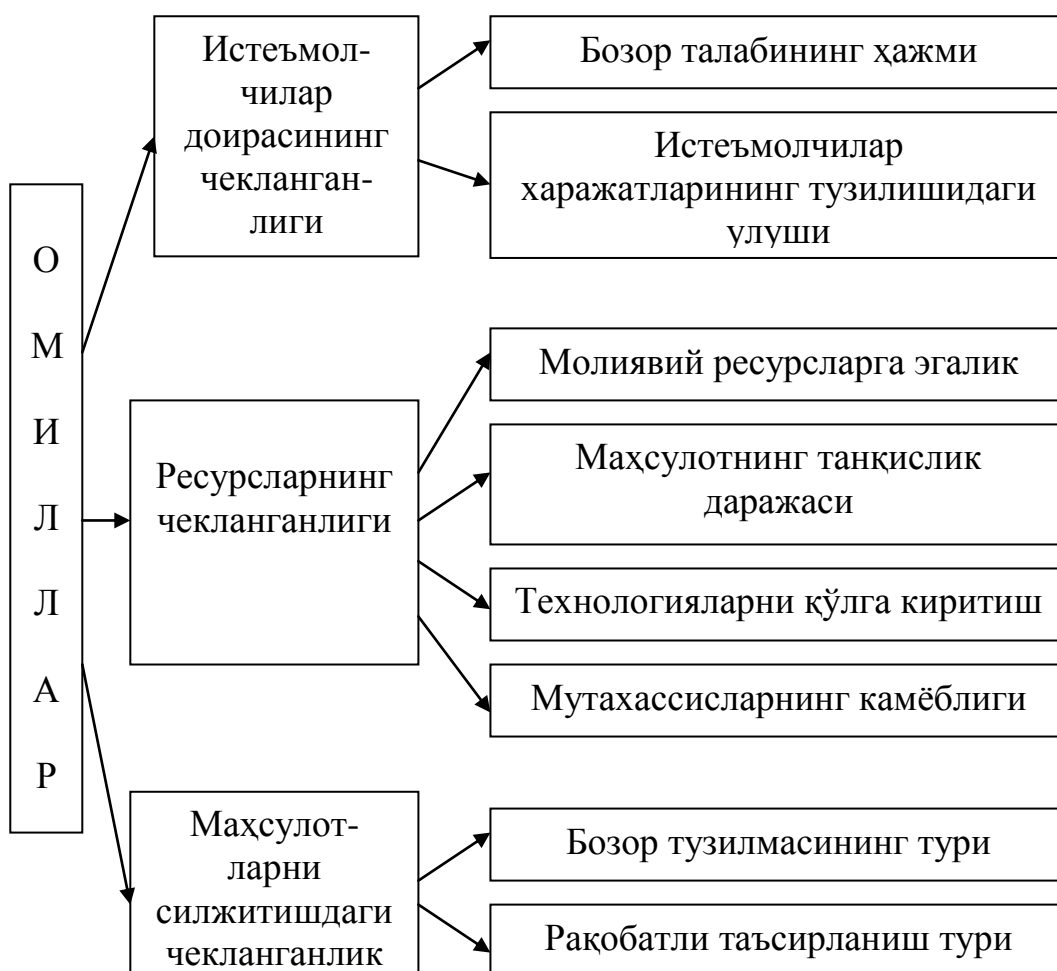 ОМИЛЛАР
Истеъмол-
чилар
доирасининг
чекланган-
лиги
Бозор талабининг ҳажми
Истеъмолчилар
харажатларининг тузилишидаги
улуши
Ресурсларнинг
чекланганлиги
Молиявий ресурсларга эгалик
Маҳсулотнинг танқислик
даражаси
Технологияларни қўлга киритиш
Мутахассисларнинг камёблиги
Маҳсулот-
ларни
силжитишдаги
чекланганлик
Бозор тузилмасининг тури
Рақобатли таъсирланиш тури